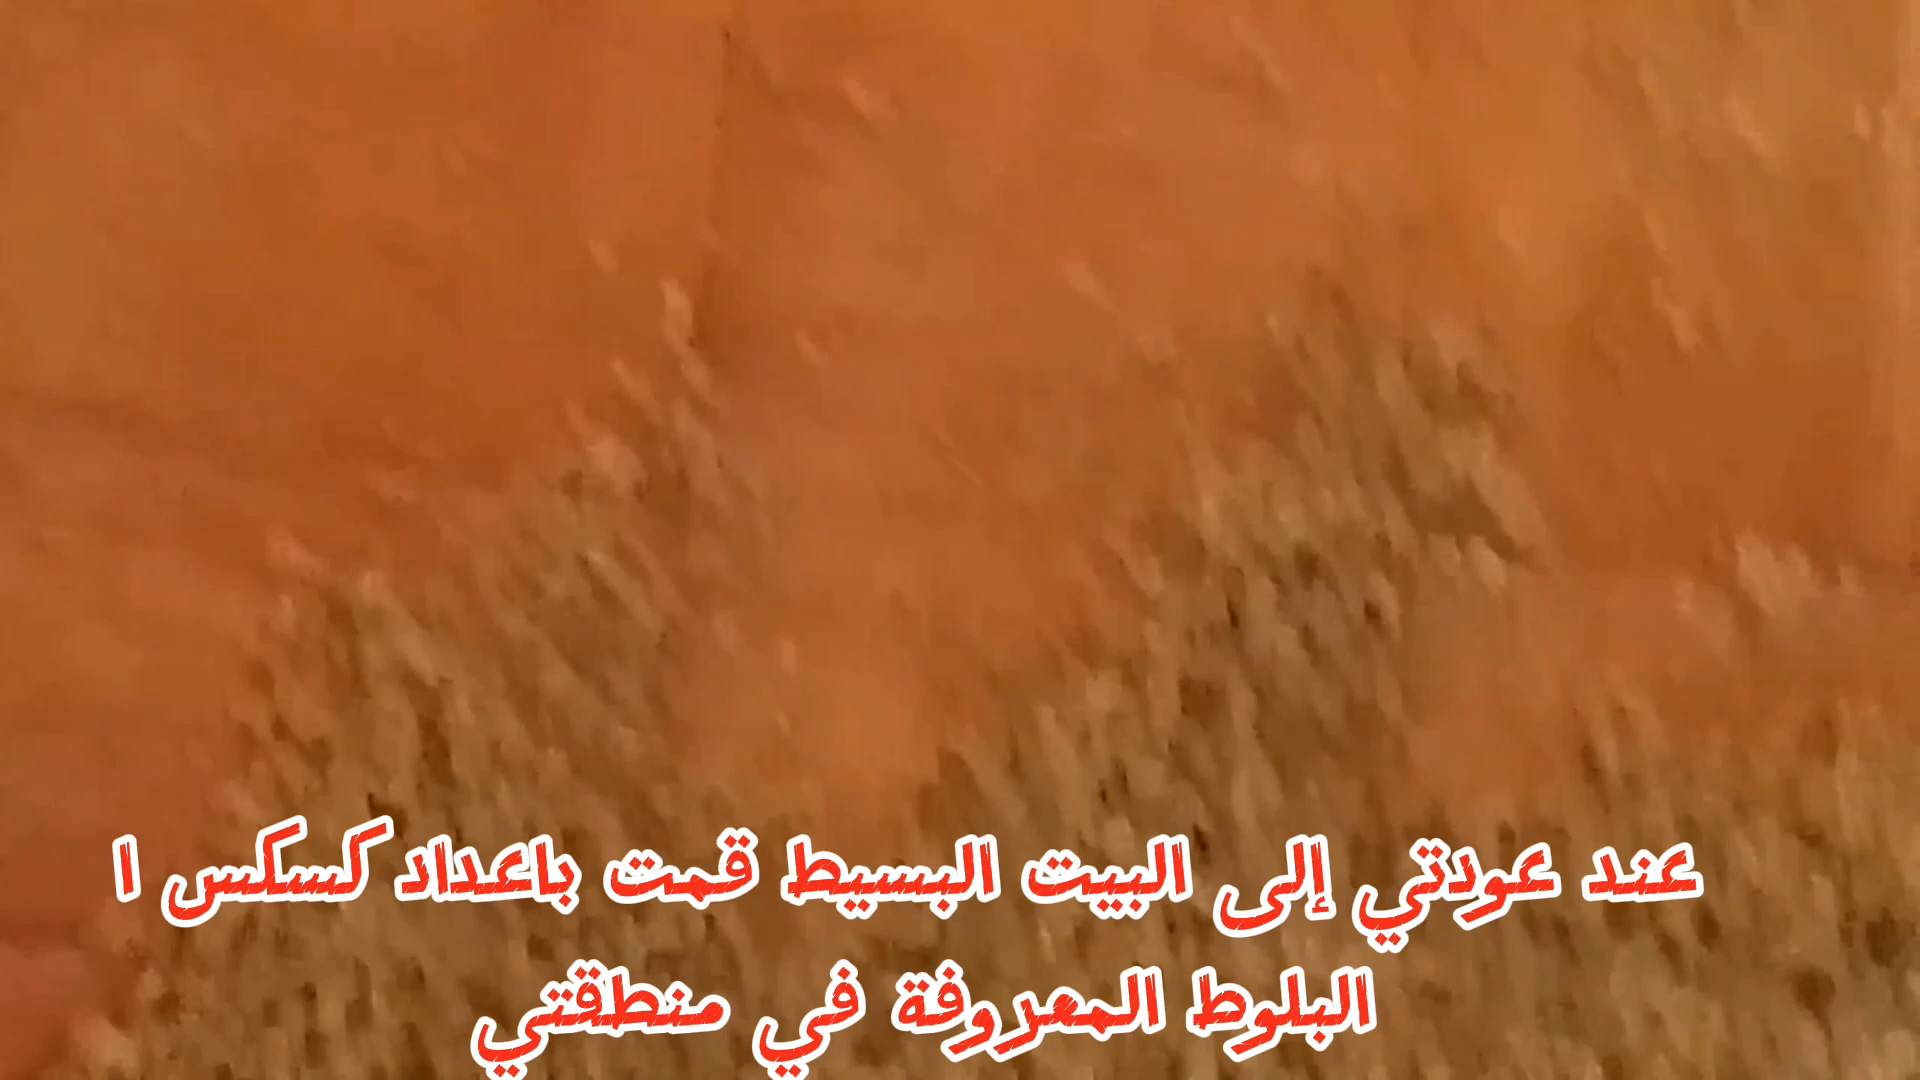 عند عودتي إلى البيت البسيط قمت باعداد كسكس ا
البلوط المعروفة في منطقتي